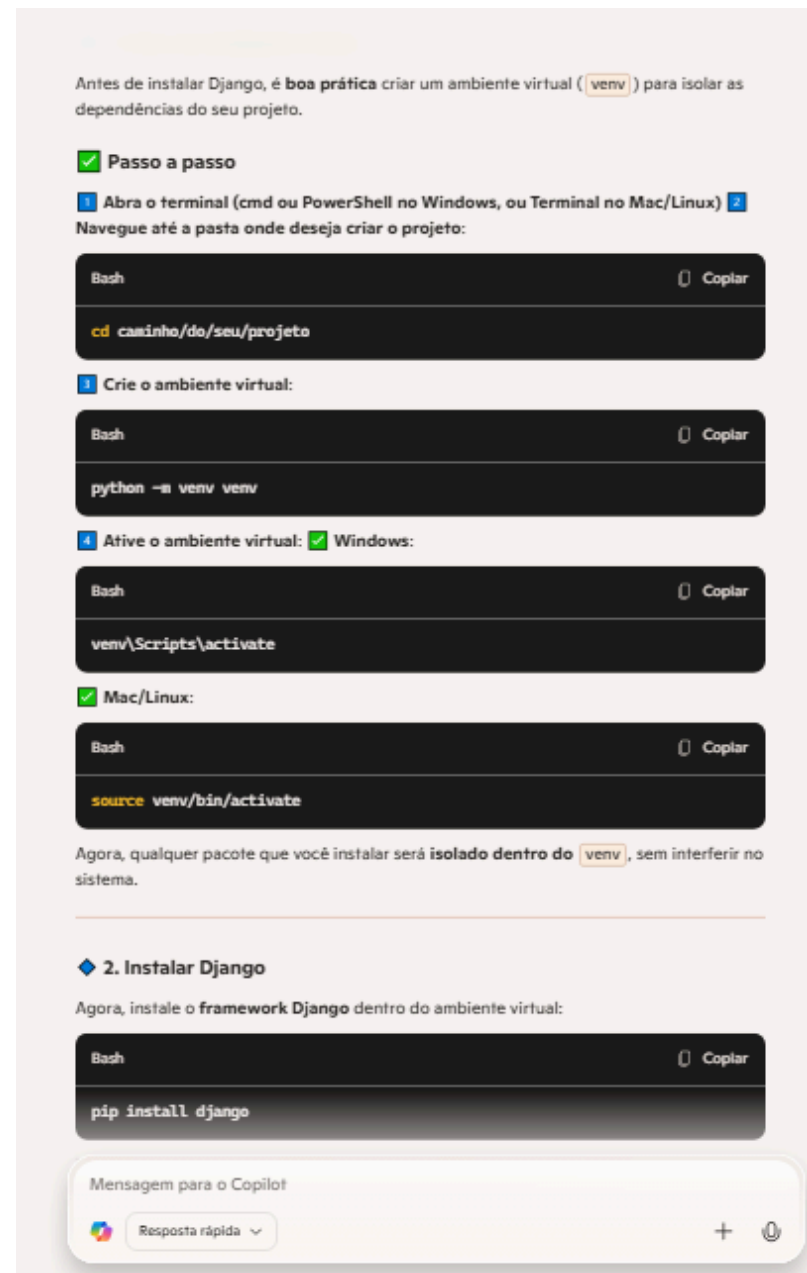 Antes de instalar Django, é boa prática criar um ambiente virtual ( venv ) para isolar as
dependências do seu projeto.
✅ Passo a passo
1️⃣ Abra o terminal (cmd ou PowerShell no Windows, ou Terminal no Mac/Linux) 2️⃣
Navegue até a pasta onde deseja criar o projeto:
Bash Copiar
cd caminho/do/seu/projeto
3️⃣ Crie o ambiente virtual:
Bash Copiar
python -m venv venv
4️⃣ Ative o ambiente virtual: ✅ Windows:
Bash Copiar
venv\Scripts\activate
✅ Mac/Linux:
Bash Copiar
source venv/bin/activate
Agora, qualquer pacote que você instalar será isolado dentro do venv , sem interferir no
sistema.
🔷 2. Instalar Django
Agora, instale o framework Django dentro do ambiente virtual:
Bash Copiar
pip install django
Mensagem para o Copilot
Resposta rápida